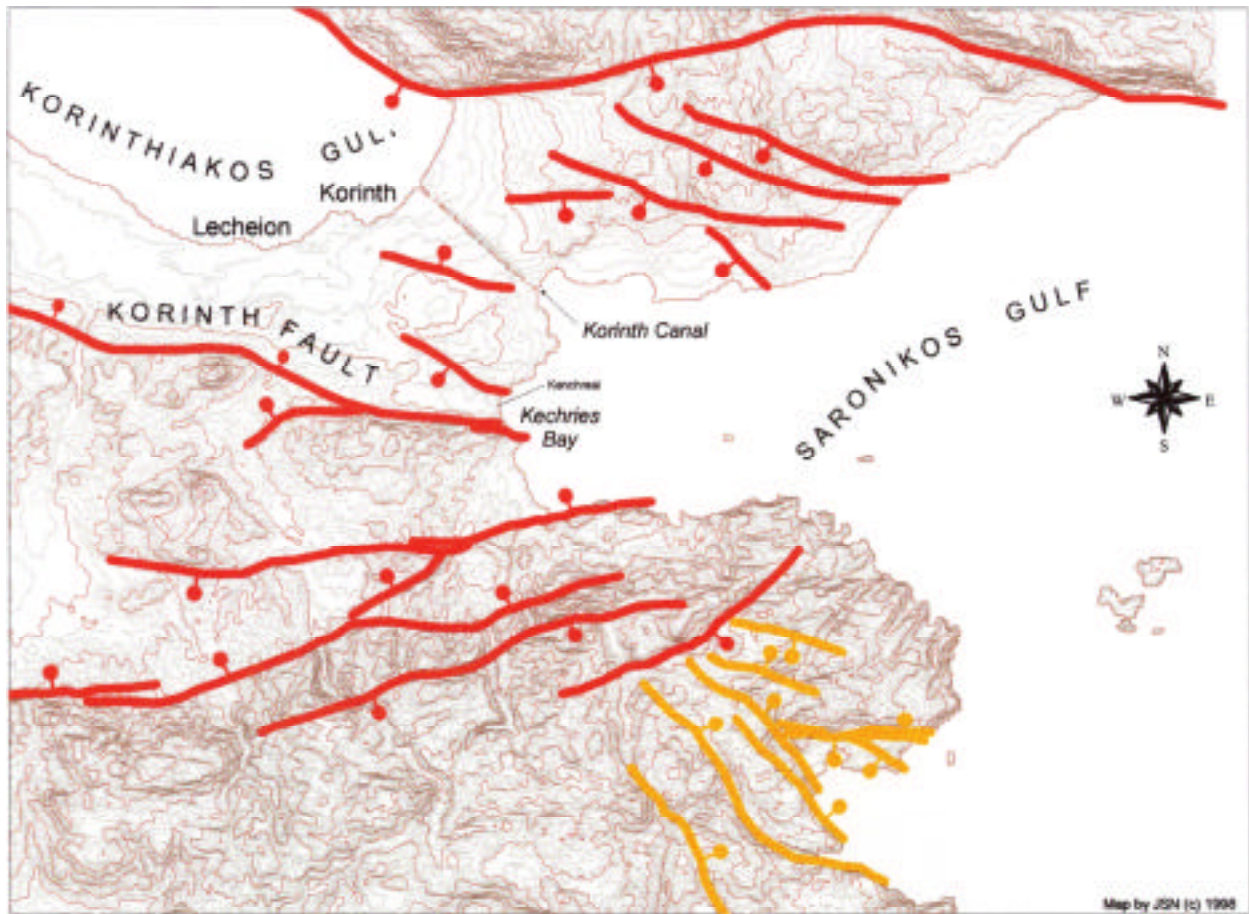 KORINTHIAKOS GUL.
Korinth
Lecheion
KORINTH FAULT
Korinth Canal
SARONIKOS GULF
Kenchreai
Kechries
Bay
N
W E
S
Map by JSN (c) 1998